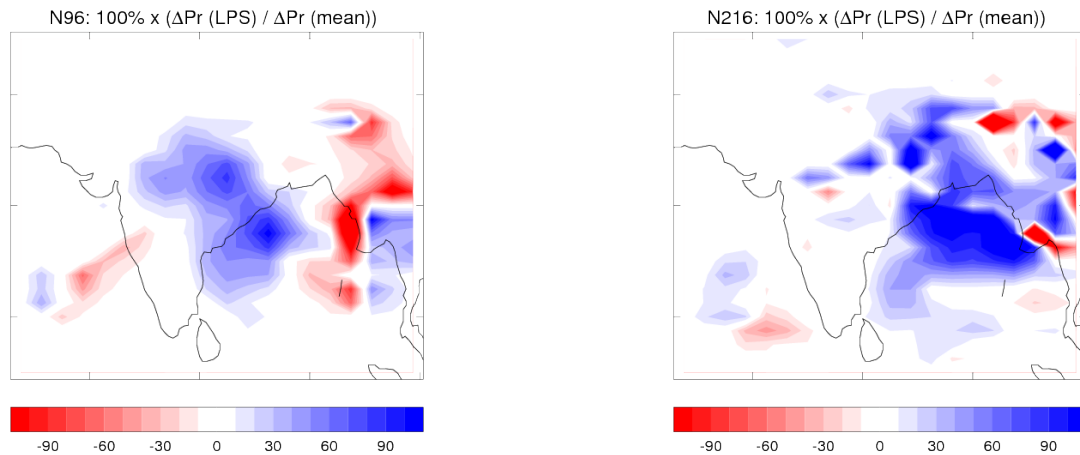 N96: 100% x (ΔPr (LPS) / ΔPr (mean))
N216: 100% x (ΔPr (LPS) / ΔPr (mean))
-90 -60 -30 0 30 60 90
-90 -60 -30 0 30 60 90